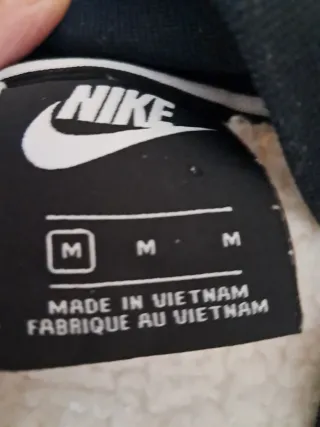 NIKE
M M M
MADE IN VIETNAM
FABRIQUE AU VIETNAM